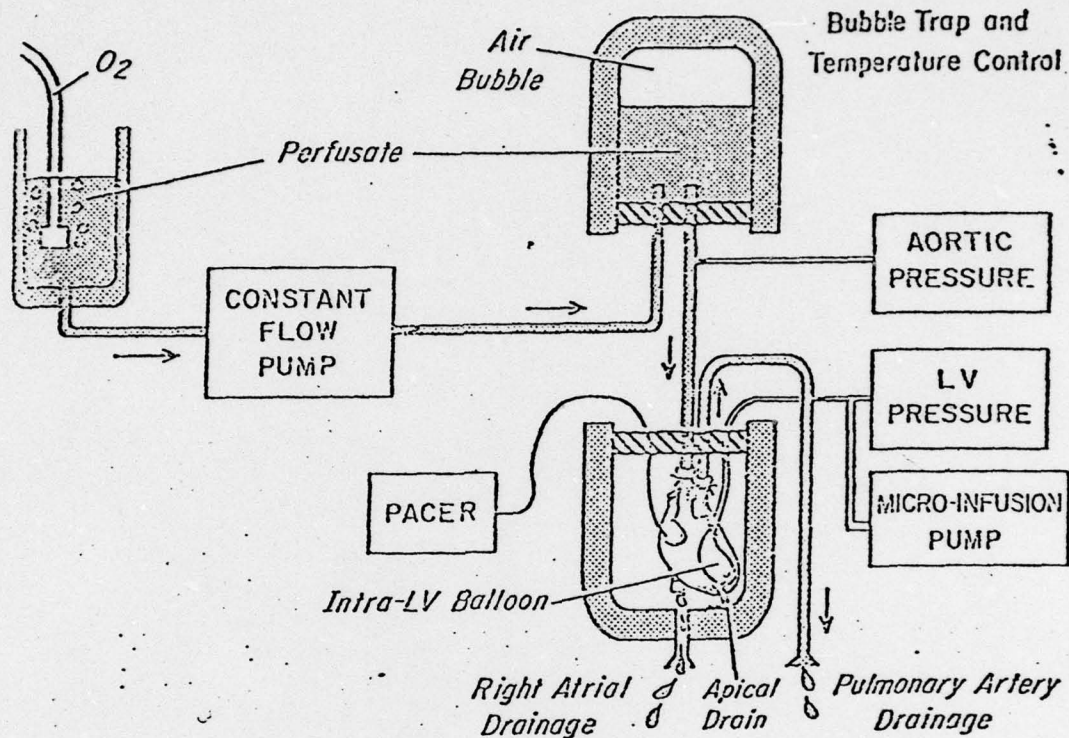 Bubble Trap and
Temperature Control
O2
Air
Bubble
Perfusate
AORTIC
PRESSURE
CONSTANT
FLOW
PUMP
LV
PRESSURE
PACER
MICRO-INFUSION
PUMP
Intra-LV Balloon
Right Atrial
Drainage
Apical
Drain
Pulmonary Artery
Drainage